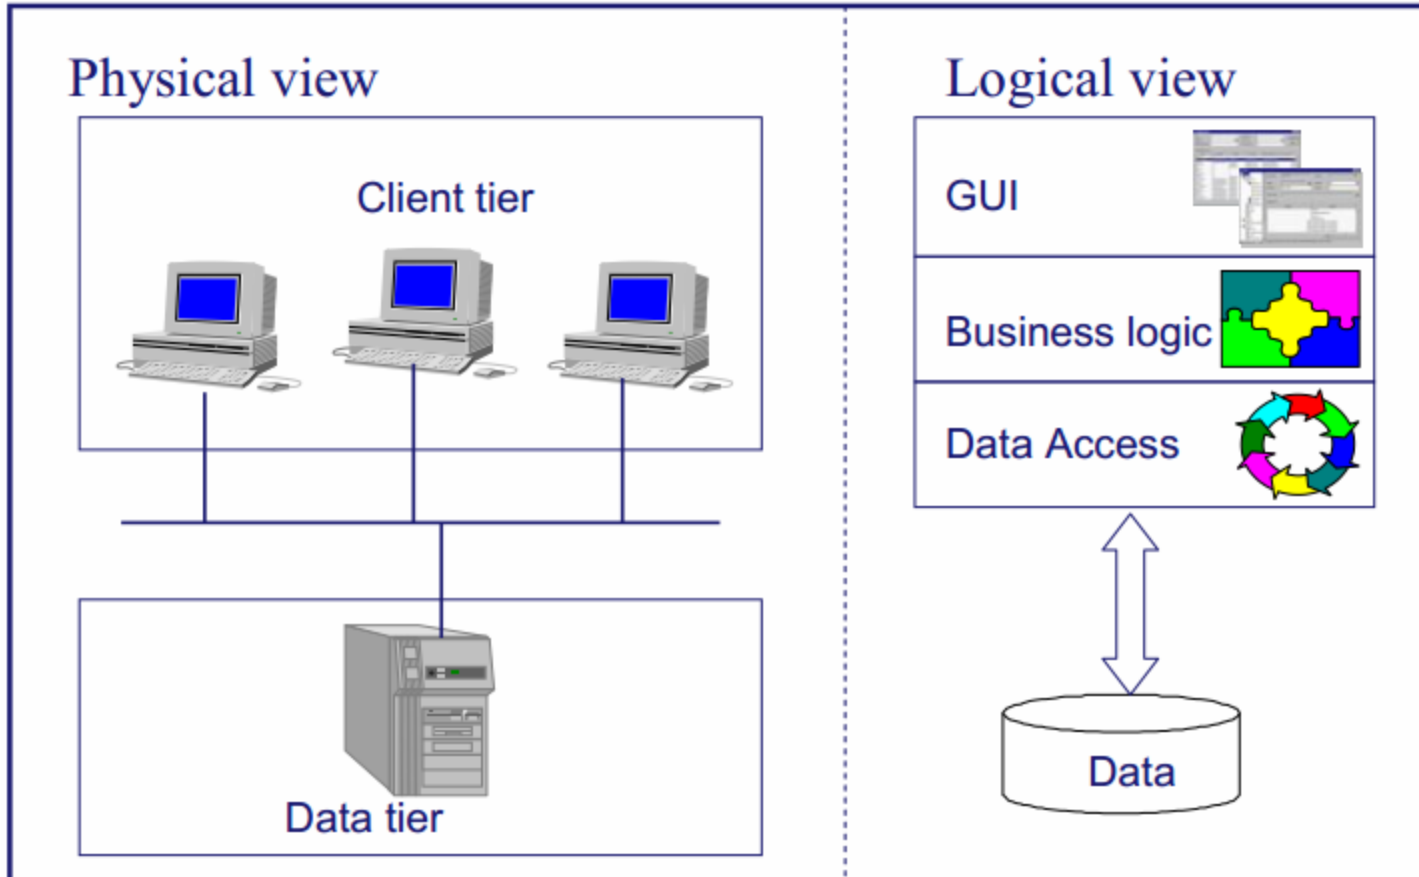 Physical view
Client tier
Data tier
Logical view
GUI
Business logic
Data Access
Data